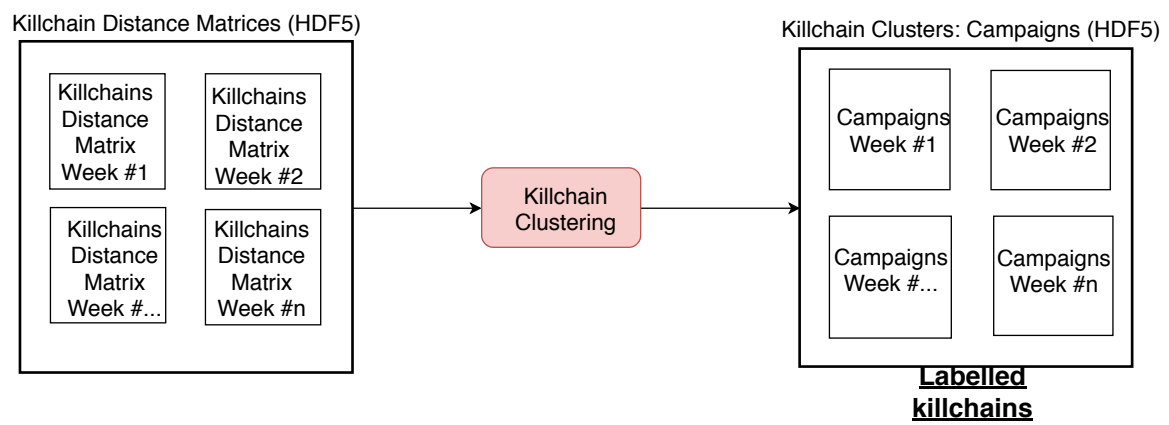 Killchain Distance Matrices (HDF5)
Killchains
Distance
Matrix
Week #1
Killchains
Distance
Matrix
Week #2
Killchains
Distance
Matrix
Week #...
Killchains
Distance
Matrix
Week #n
Killchain
Clustering
Killchain Clusters: Campaigns (HDF5)
Campaigns
Week #1
Campaigns
Week #2
Campaigns
Week #...
Campaigns
Week #n
Labelled
killchains